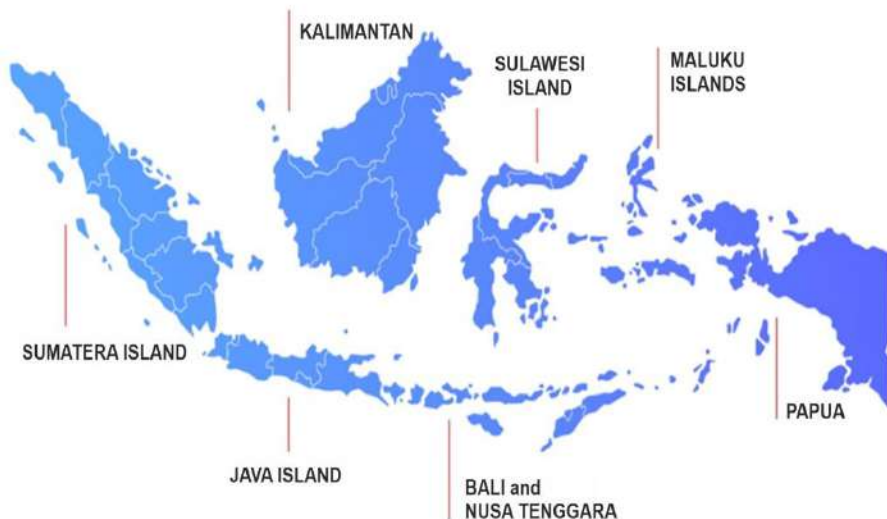 KALIMANTAN
SULAWESI
ISLAND
MALUKU
ISLANDS
SUMATERA ISLAND
JAVA ISLAND
BALI and
NUSA TENGGARA
PAPUA